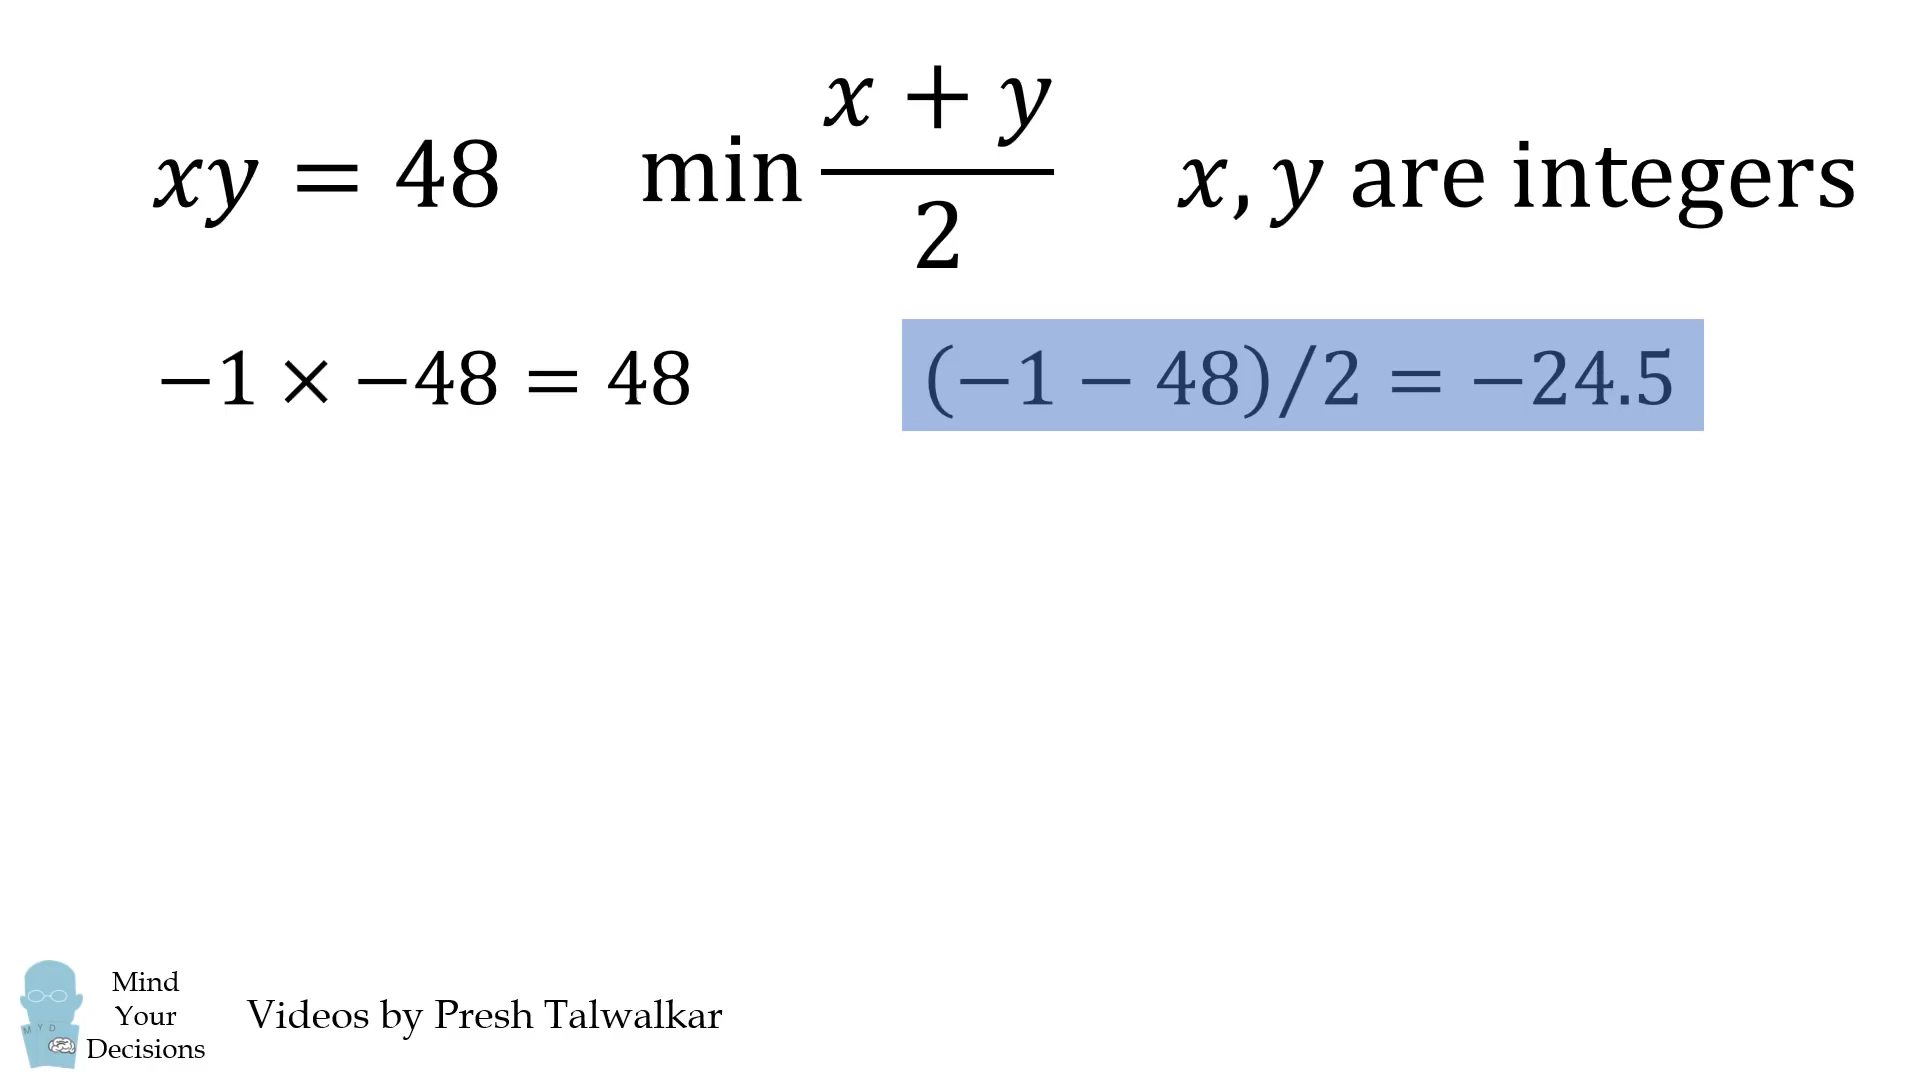 xy = 48 min (x + y)/2 x, y are integers
−1 × −48 = 48 (−1 − 48)/2 = −24.5
M Y D
Mind
Your
Decisions
Videos by Presh Talwalkar